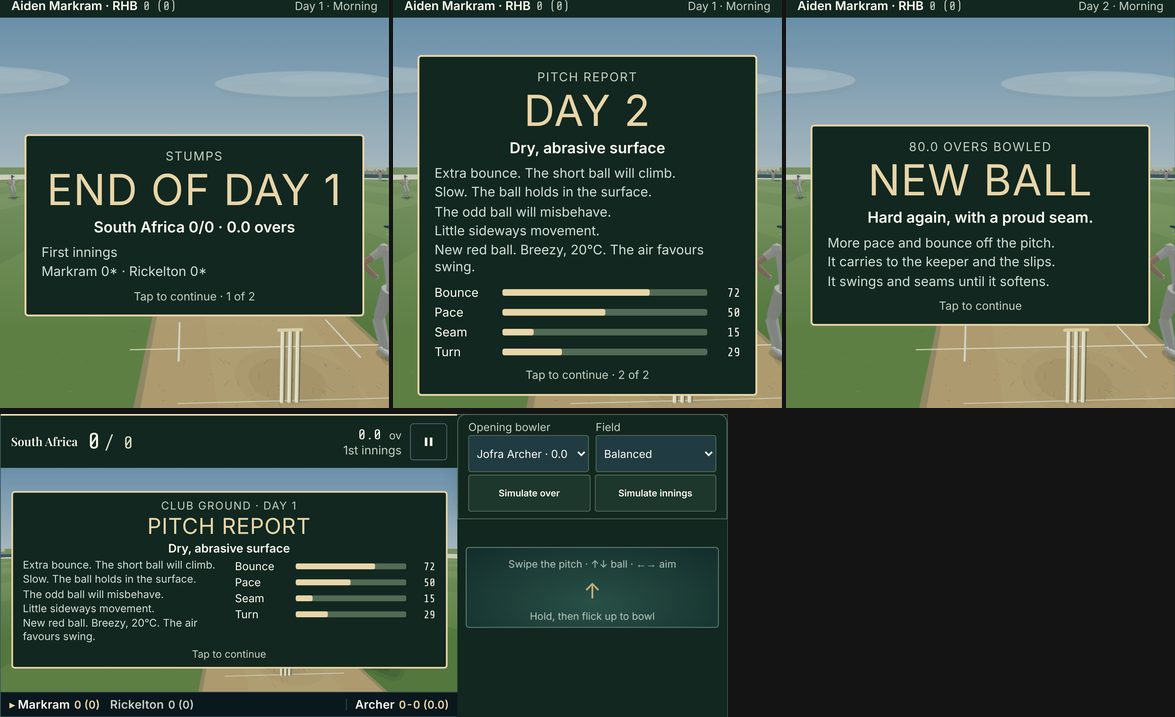 Aiden Markram · RHB 0 (0) Day 1 · Morning
STUMPS
END OF DAY 1
South Africa 0/0 · 0.0 overs
First innings
Markram 0* · Rickelton 0*
Tap to continue · 1 of 2
Aiden Markram · RHB 0 (0) Day 1 · Morning
PITCH REPORT
DAY 2
Dry, abrasive surface
Extra bounce. The short ball will climb.
Slow. The ball holds in the surface.
The odd ball will misbehave.
Little sideways movement.
New red ball. Breezy, 20°C. The air favours
swing.
Bounce 72
Pace 50
Seam 15
Turn 29
Tap to continue · 2 of 2
Aiden Markram · RHB 0 (0) Day 2 · Morning
80.0 OVERS BOWLED
NEW BALL
Hard again, with a proud seam.
More pace and bounce off the pitch.
It carries to the keeper and the slips.
It swings and seams until it softens.
Tap to continue
South Africa 0 / 0
0.0 ov
1st innings
CLUB GROUND · DAY 1
PITCH REPORT
Dry, abrasive surface
Extra bounce. The short ball will climb.
Slow. The ball holds in the surface.
The odd ball will misbehave.
Little sideways movement.
New red ball. Breezy, 20°C. The air
favours swing.
Bounce 72
Pace 50
Seam 15
Turn 29
Tap to continue
▸ Markram 0 (0) Rickelton 0 (0) Archer 0-0 (0.0)
Opening bowler Field
Jofra Archer · 0.0 Balanced
Simulate over Simulate innings
Swipe the pitch · ↑↓ ball · ←→ aim
↑
Hold, then flick up to bowl